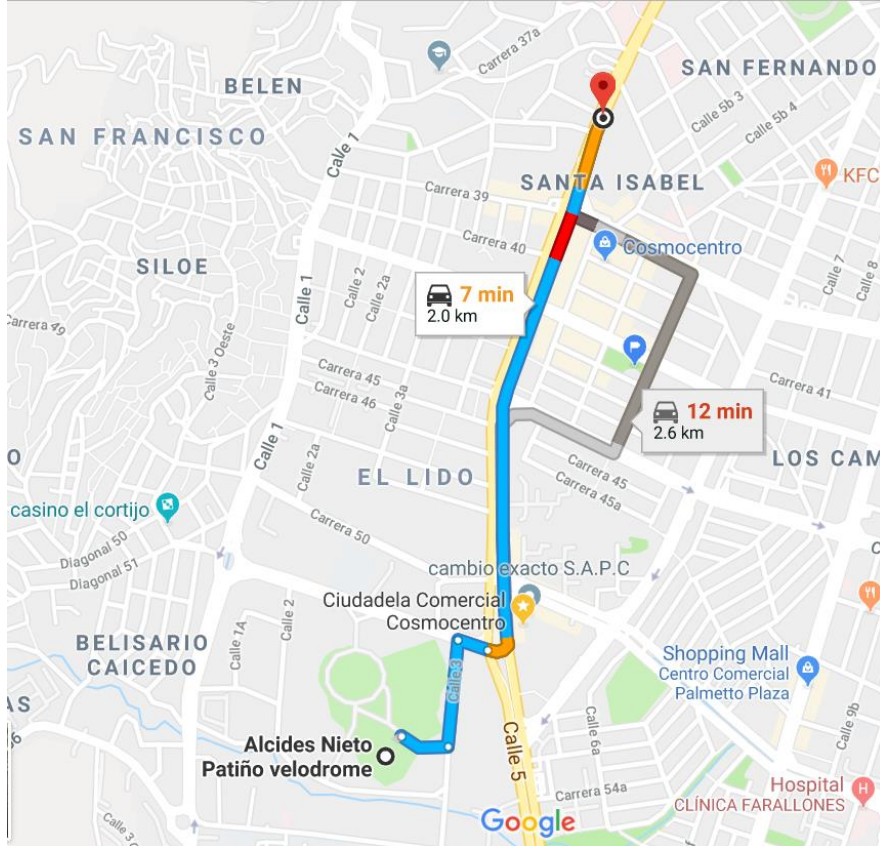 Carrera 37a
SAN FERNANDO
BELEN
Calle 5b 3
Calle 5b 4
SAN FRANCISCO
Calle 1
KFC
SANTA ISABEL
Carrera 39
Carrera 40
Cosmocentro
SILOE
Calle 2
Calle 2a
Calle 1
Calle 7
Calle 8
7 min
2.0 km
Carrera 49
Calle 3 Oeste
Carrera 45
Carrera 46
Calle 3a
Carrera 41
12 min
2.6 km
Calle 1
Calle 2a
EL LIDO
Carrera 45
Carrera 45a
LOS CAM
O
casino el cortijo
Carrera 50
Diagonal 50
Diagonal 51
cambio exacto S.A.P.C
Ciudadela Comercial
Cosmocentro
Calle 2
Calle 1A
BELISARIO
CAICEDO
Calle 3
Shopping Mall
Centro Comercial
Palmetto Plaza
AS
Calle 9b
Alcides Nieto
Patiño velodrome
Calle 5
Calle 6a
Carrera 54a
Hospital
CLÍNICA FARALLONES
Google
Calle 3